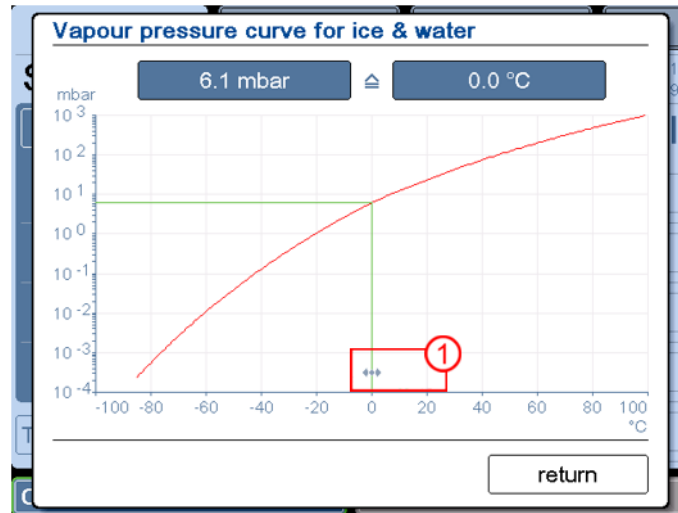 Vapour pressure curve for ice & water
6.1 mbar ≙ 0.0 °C
mbar
10 3
10 2
10 1
10 0
10 -1
10 -2
10 -3
10 -4
1
-100 -80 -60 -40 -20 0 20 40 60 80 100
°C
return